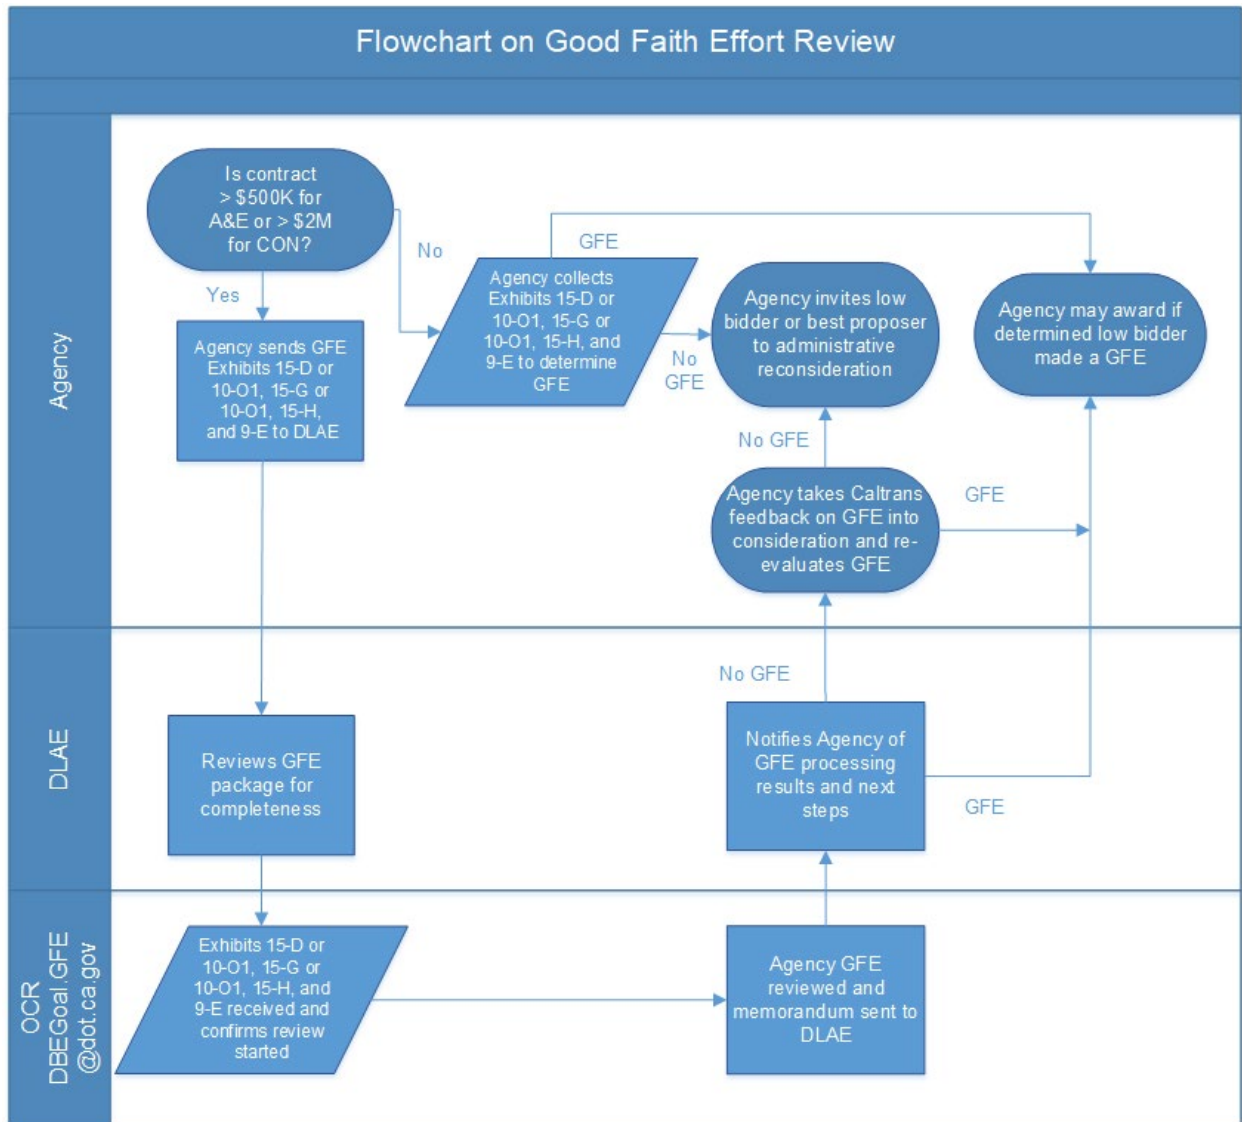 Flowchart on Good Faith Effort Review
Agency
Is contract
> $500K for
A&E or > $2M
for CON?
No
Yes
GFE
Agency collects
Exhibits 15-D or
10-O1, 15-G or
10-O1, 15-H, and
9-E to determine
GFE
No
GFE
Agency invites low
bidder or best proposer
to administrative
reconsideration
Agency may award if
determined low bidder
made a GFE
Agency sends GFE
Exhibits 15-D or
10-O1, 15-G or
10-O1, 15-H,
and 9-E to DLAE
No GFE
Agency takes Caltrans
feedback on GFE into
consideration and re-
evaluates GFE
GFE
DLAE
Reviews GFE
package for
completeness
No GFE
Notifies Agency of
GFE processing
results and next
steps
GFE
OCR
DBEGoal.GFE
@dot.ca.gov
Exhibits 15-D or
10-O1, 15-G or
10-O1, 15-H, and
9-E received and
confirms review
started
Agency GFE
reviewed and
memorandum sent to
DLAE